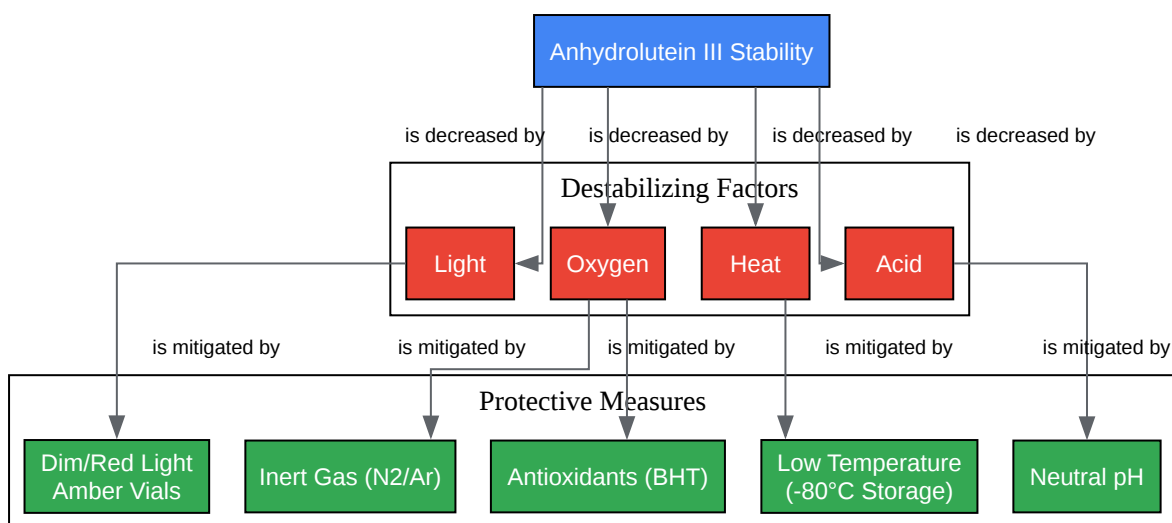 Anhydrolutein III Stability
is decreased by
is decreased by
is decreased by
is decreased by
Destabilizing Factors
Light
Oxygen
Heat
Acid
is mitigated by
is mitigated by
is mitigated by
is mitigated by
is mitigated by
Protective Measures
Dim/Red Light
Amber Vials
Inert Gas (N2/Ar)
Antioxidants (BHT)
Low Temperature
(-80°C Storage)
Neutral pH